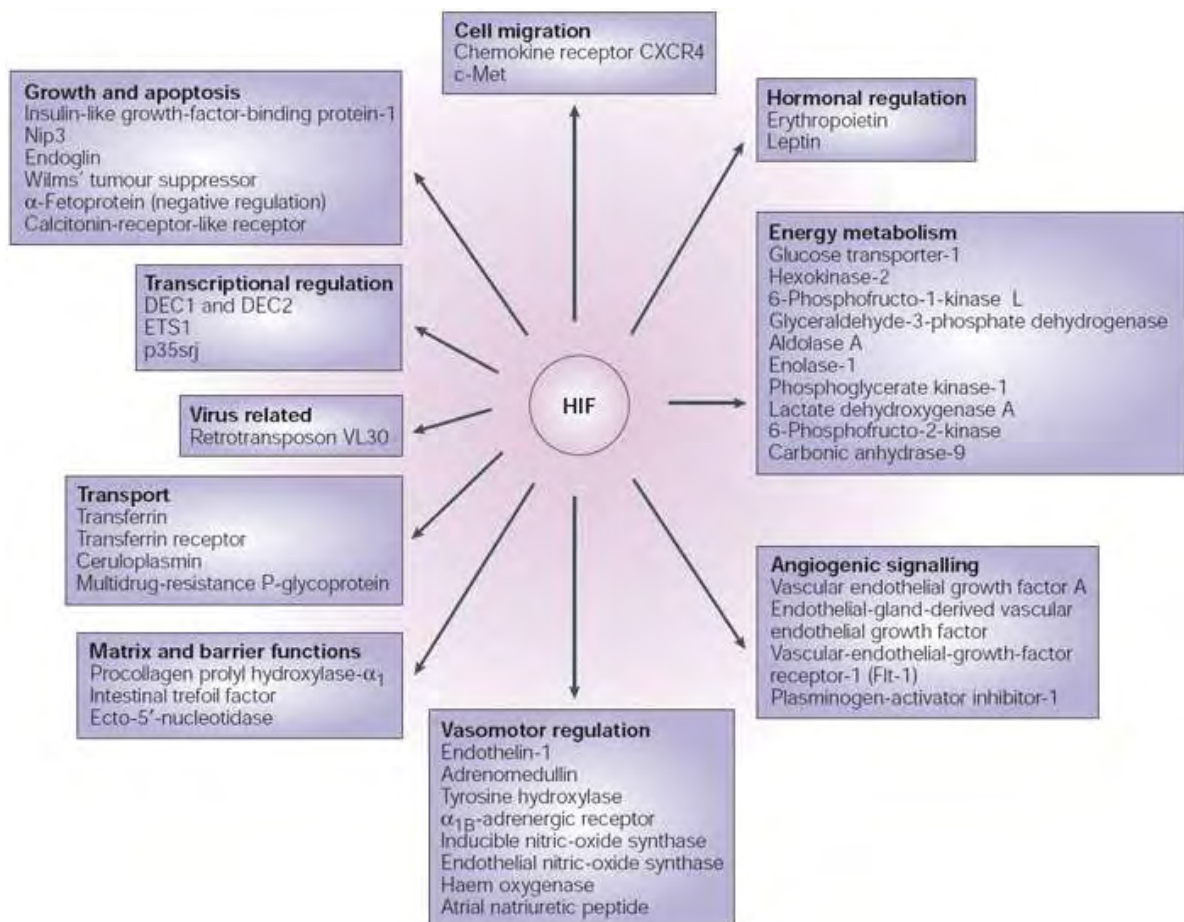 Cell migration
Chemokine receptor CXCR4
c-Met
Growth and apoptosis
Insulin-like growth-factor-binding protein-1
Nip3
Endoglin
Wilms' tumour suppressor
α-Fetoprotein (negative regulation)
Calcitonin-receptor-like receptor
Hormonal regulation
Erythropoietin
Leptin
Energy metabolism
Glucose transporter-1
Hexokinase-2
6-Phosphofructo-1-kinase L
Glyceraldehyde-3-phosphate dehydrogenase
Aldolase A
Enolase-1
Phosphoglycerate kinase-1
Lactate dehydroxygenase A
6-Phosphofructo-2-kinase
Carbonic anhydrase-9
Transcriptional regulation
DEC1 and DEC2
ETS1
p35srj
HIF
Virus related
Retrotransposon VL30
Transport
Transferrin
Transferrin receptor
Ceruloplasmin
Multidrug-resistance P-glycoprotein
Angiogenic signalling
Vascular endothelial growth factor A
Endothelial-gland-derived vascular
endothelial growth factor
Vascular-endothelial-growth-factor
receptor-1 (Flt-1)
Plasminogen-activator inhibitor-1
Matrix and barrier functions
Procollagen prolyl hydroxylase-α1
Intestinal trefoil factor
Ecto-5′-nucleotidase
Vasomotor regulation
Endothelin-1
Adrenomedullin
Tyrosine hydroxylase
α1B-adrenergic receptor
Inducible nitric-oxide synthase
Endothelial nitric-oxide synthase
Haem oxygenase
Atrial natriuretic peptide